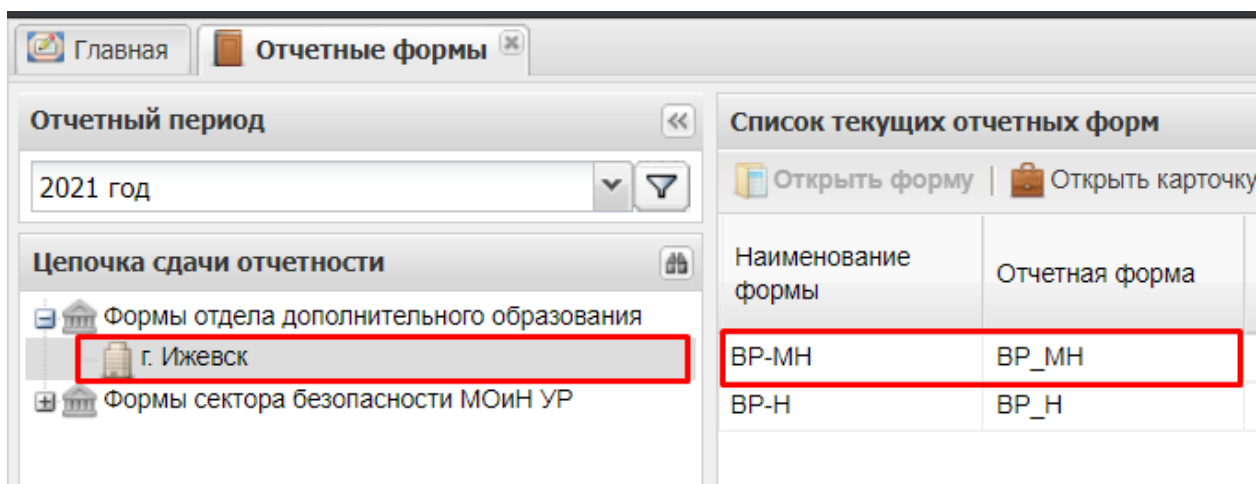 Главная
Отчетные формы
Отчетный период
2021 год
Цепочка сдачи отчетности
Формы отдела дополнительного образования
г. Ижевск
Формы сектора безопасности МОиН УР
Список текущих отчетных форм
Открыть форму | Открыть карточку
Наименование
формы
Отчетная форма
ВР-МН ВР_МН
ВР-Н ВР_Н